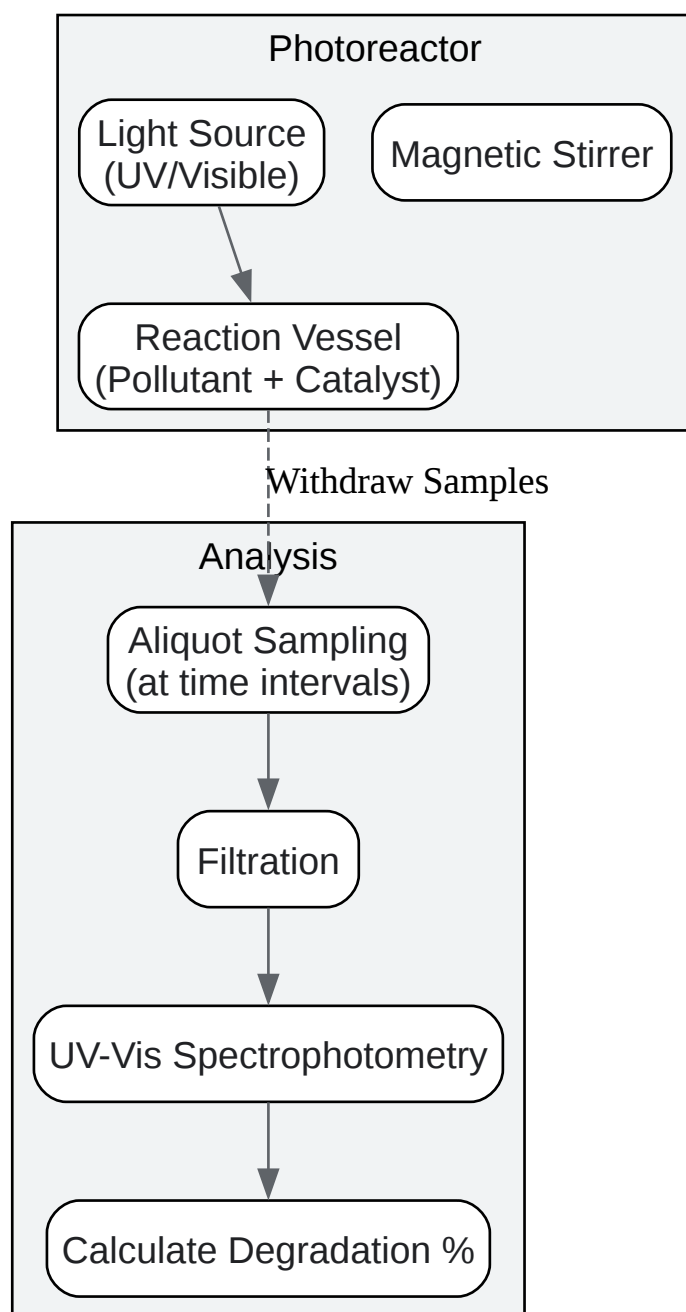 Photoreactor
Light Source
(UV/Visible)
Magnetic Stirrer
Reaction Vessel
(Pollutant + Catalyst)
Withdraw Samples
Analysis
Aliquot Sampling
(at time intervals)
Filtration
UV-Vis Spectrophotometry
Calculate Degradation %